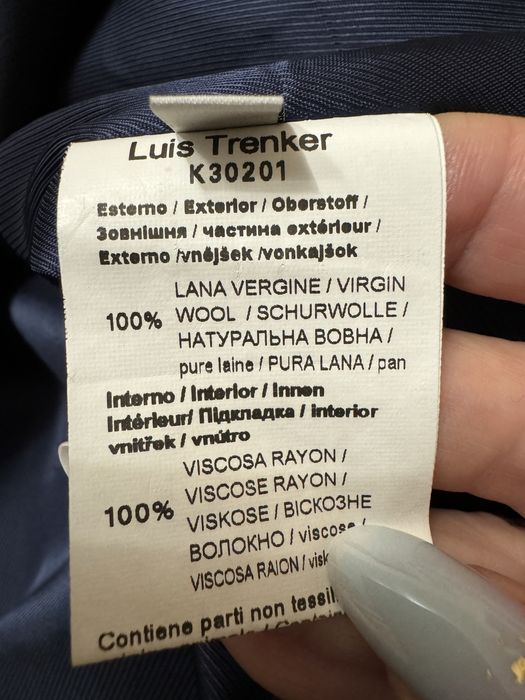 Luis Trenker
K30201
Esterno / Exterior / Oberstoff /
Зовнішня / частина extérieur /
Externo /vnějšek /vonkajšok
100% LANA VERGINE / VIRGIN
WOOL / SCHURWOLLE /
НАТУРАЛЬНА ВОВНА /
pure laine / PURA LANA / pan
Interno / Interior / Innen
Intérieur/ Підкладка / interior
vnitřek / vnútro
100% VISCOSA RAYON /
VISCOSE RAYON /
VISKOSE / ВІСКОЗНЕ
ВОЛОКНО / viscose /
VISCOSA RAION /
Contiene parti non